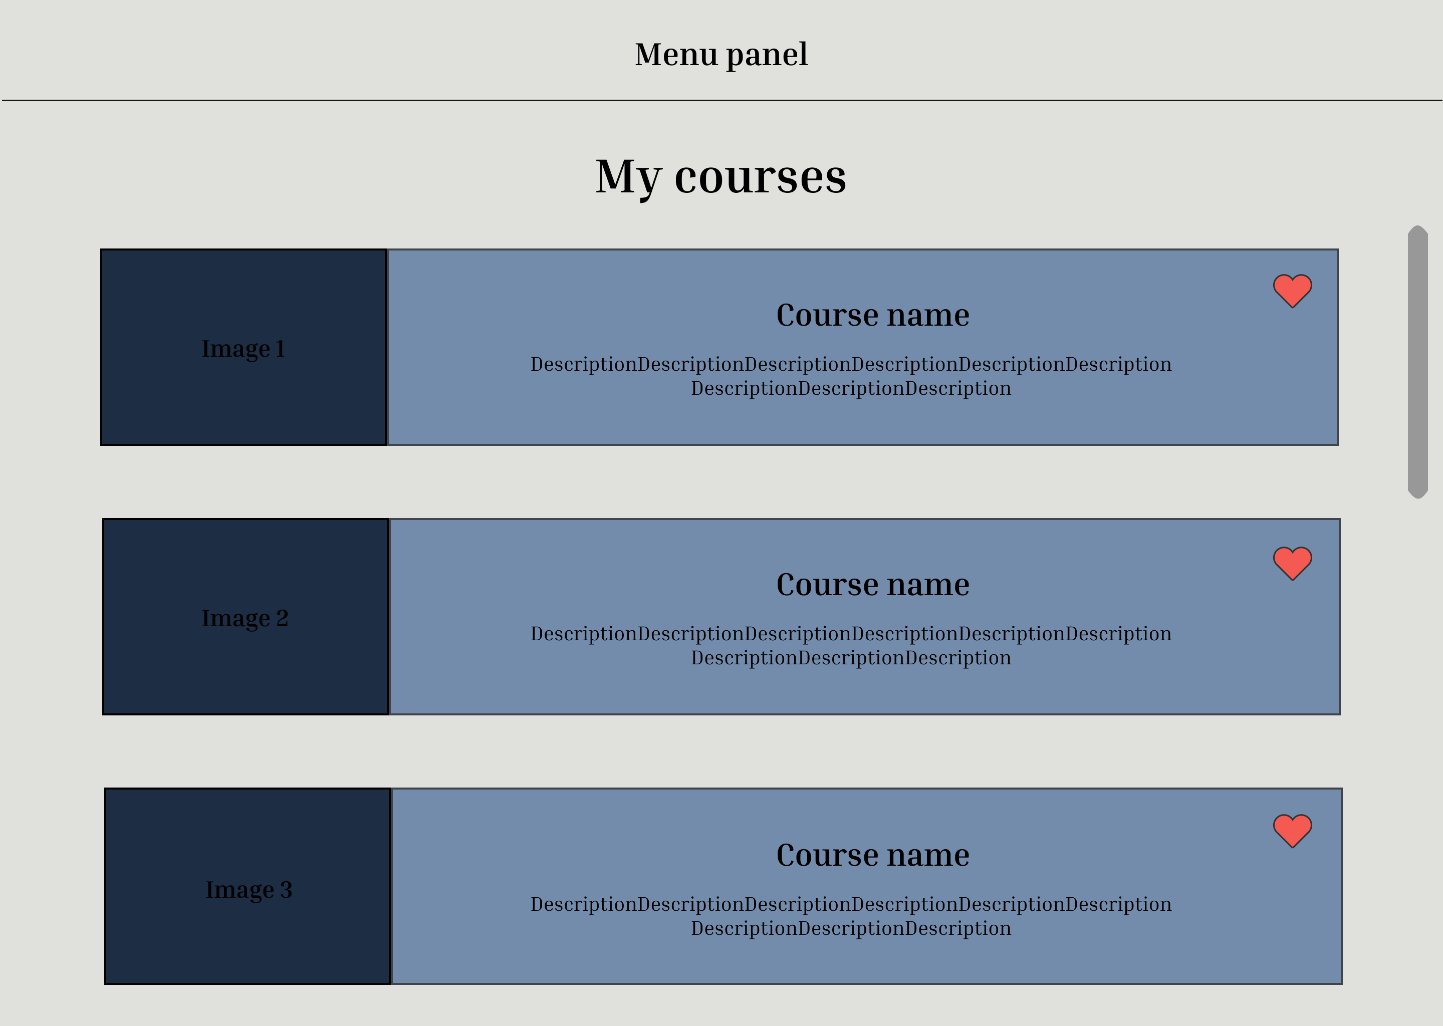 Menu panel
My courses
Image 1
Course name
DescriptionDescriptionDescriptionDescriptionDescriptionDescription
DescriptionDescriptionDescription
Image 2
Course name
DescriptionDescriptionDescriptionDescriptionDescriptionDescription
DescriptionDescriptionDescription
Image 3
Course name
DescriptionDescriptionDescriptionDescriptionDescriptionDescription
DescriptionDescriptionDescription